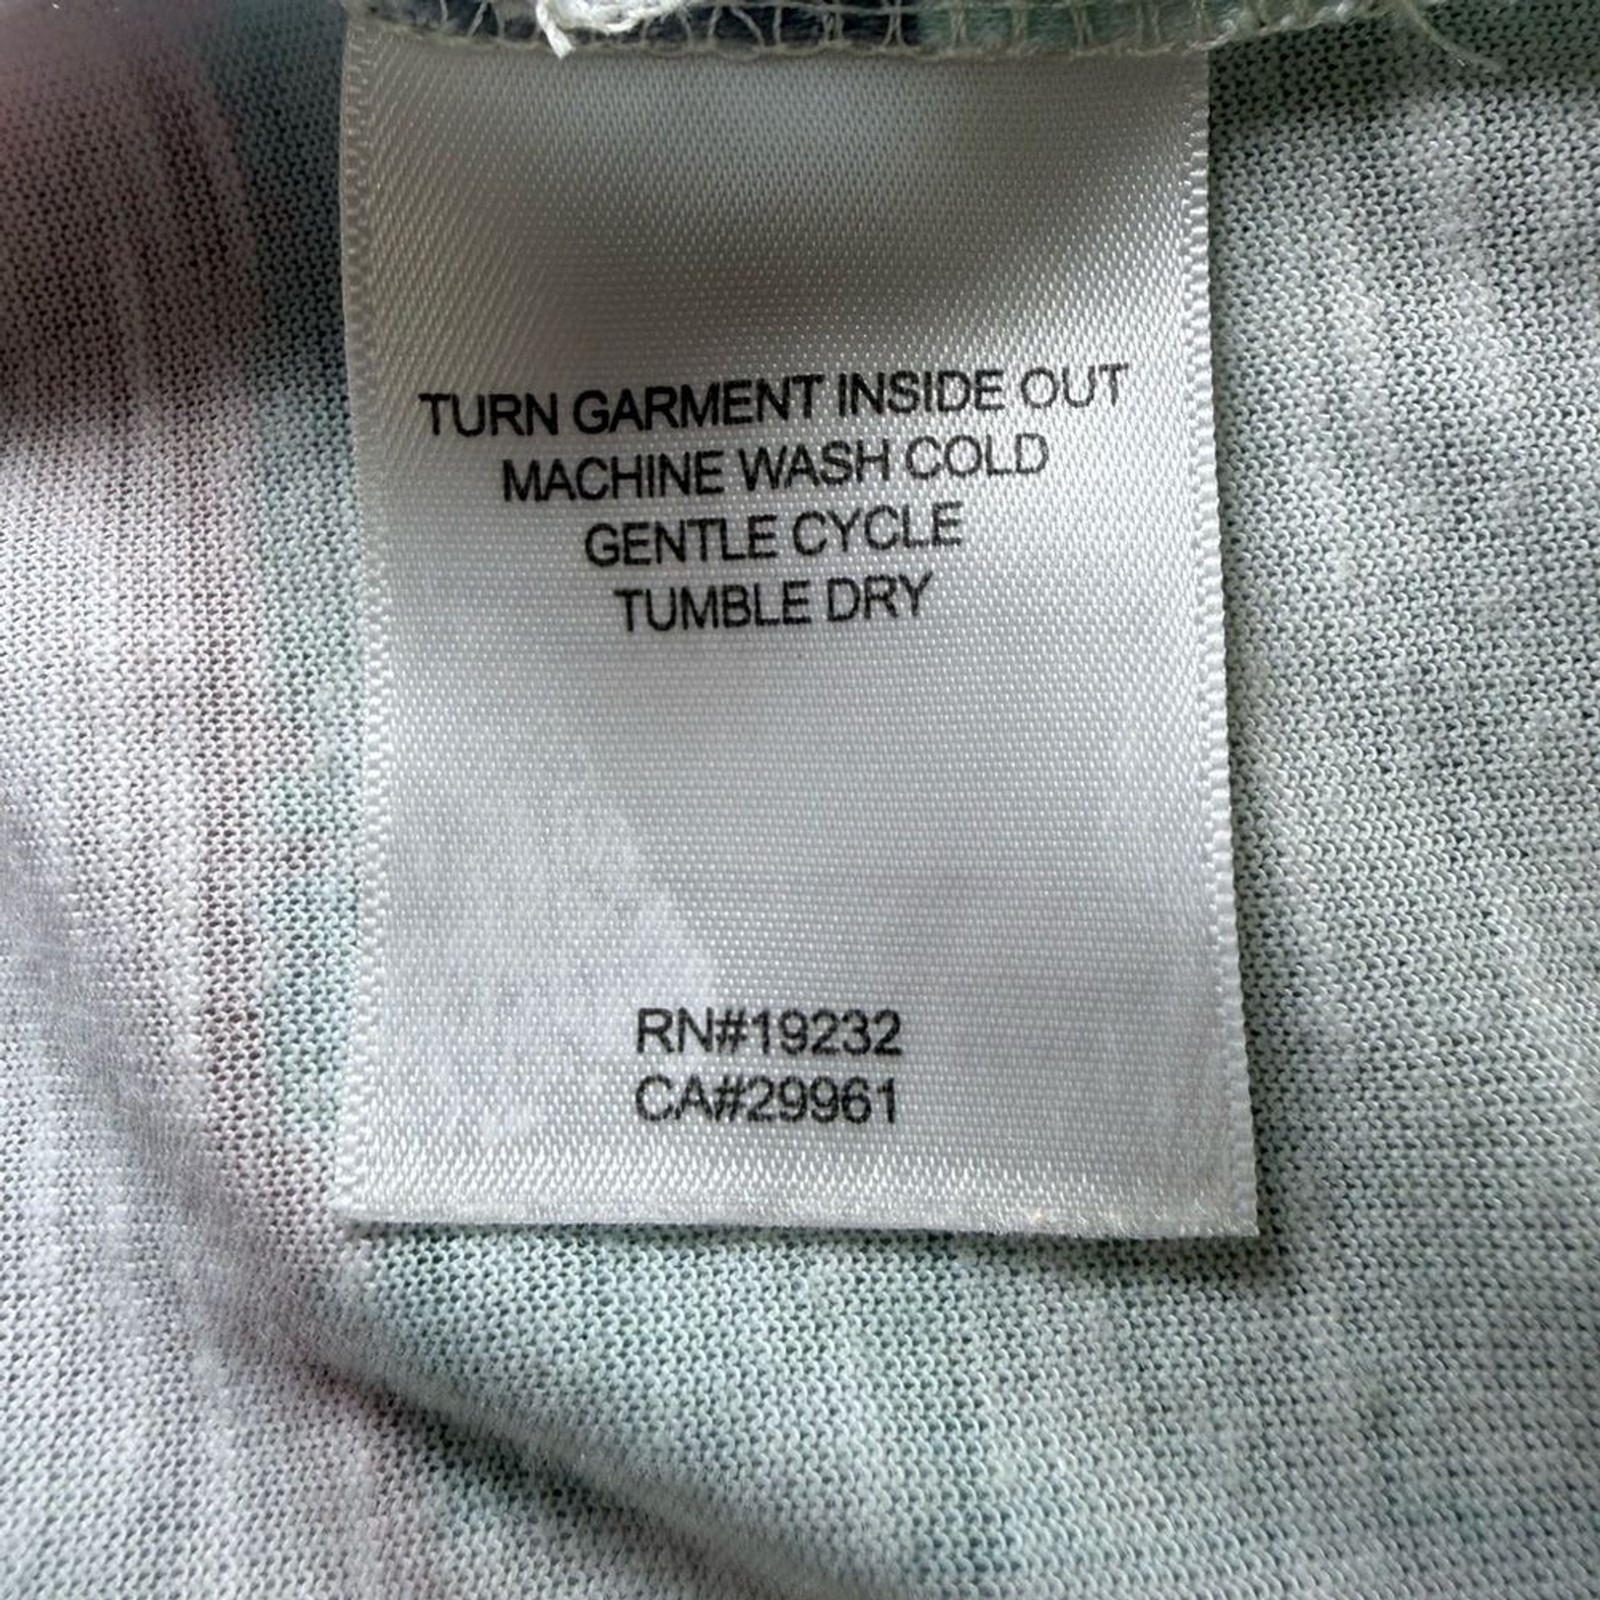 TURN GARMENT INSIDE OUT
MACHINE WASH COLD
GENTLE CYCLE
TUMBLE DRY
RN#19232
CA#29961